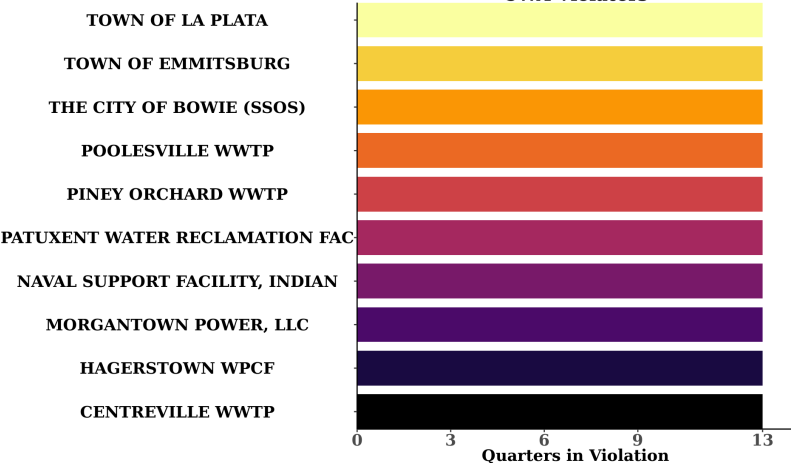 TOWN OF LA PLATA
TOWN OF EMMITSBURG
THE CITY OF BOWIE (SSOS)
POOLESVILLE WWTP
PINEY ORCHARD WWTP
PATUXENT WATER RECLAMATION FAC
NAVAL SUPPORT FACILITY, INDIAN
MORGANTOWN POWER, LLC
HAGERSTOWN WPCF
CENTREVILLE WWTP
0 3 6 9 13
Quarters in Violation